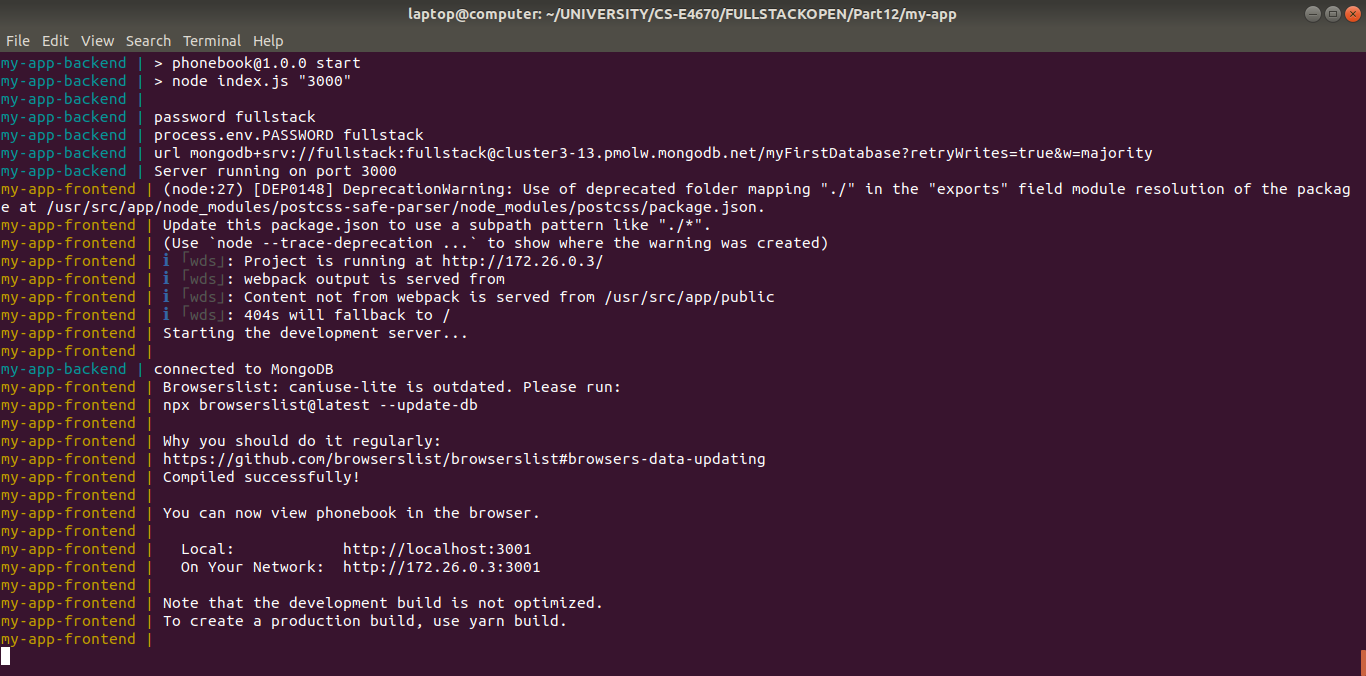 laptop@computer: ~/UNIVERSITY/CS-E4670/FULLSTACKOPEN/Part12/my-app
File Edit View Search Terminal Help
my-app-backend | > phonebook@1.0.0 start
my-app-backend | > node index.js "3000"
my-app-backend |
my-app-backend | password fullstack
my-app-backend | process.env.PASSWORD fullstack
my-app-backend | url mongodb+srv://fullstack:fullstack@cluster3-13.pmolw.mongodb.net/myFirstDatabase?retryWrites=true&w=majority
my-app-backend | Server running on port 3000
my-app-frontend | (node:27) [DEP0148] DeprecationWarning: Use of deprecated folder mapping "./" in the "exports" field module resolution of the packag
e at /usr/src/app/node_modules/postcss-safe-parser/node_modules/postcss/package.json.
my-app-frontend | Update this package.json to use a subpath pattern like "./*".
my-app-frontend | (Use `node --trace-deprecation ...` to show where the warning was created)
my-app-frontend | ℹ 「wds」: Project is running at http://172.26.0.3/
my-app-frontend | ℹ 「wds」: webpack output is served from
my-app-frontend | ℹ 「wds」: Content not from webpack is served from /usr/src/app/public
my-app-frontend | ℹ 「wds」: 404s will fallback to /
my-app-frontend | Starting the development server...
my-app-frontend |
my-app-backend | connected to MongoDB
my-app-frontend | Browserslist: caniuse-lite is outdated. Please run:
my-app-frontend | npx browserslist@latest --update-db
my-app-frontend |
my-app-frontend | Why you should do it regularly:
my-app-frontend | https://github.com/browserslist/browserslist#browsers-data-updating
my-app-frontend | Compiled successfully!
my-app-frontend |
my-app-frontend | You can now view phonebook in the browser.
my-app-frontend |
my-app-frontend |   Local:            http://localhost:3001
my-app-frontend |   On Your Network:  http://172.26.0.3:3001
my-app-frontend |
my-app-frontend | Note that the development build is not optimized.
my-app-frontend | To create a production build, use yarn build.
my-app-frontend |